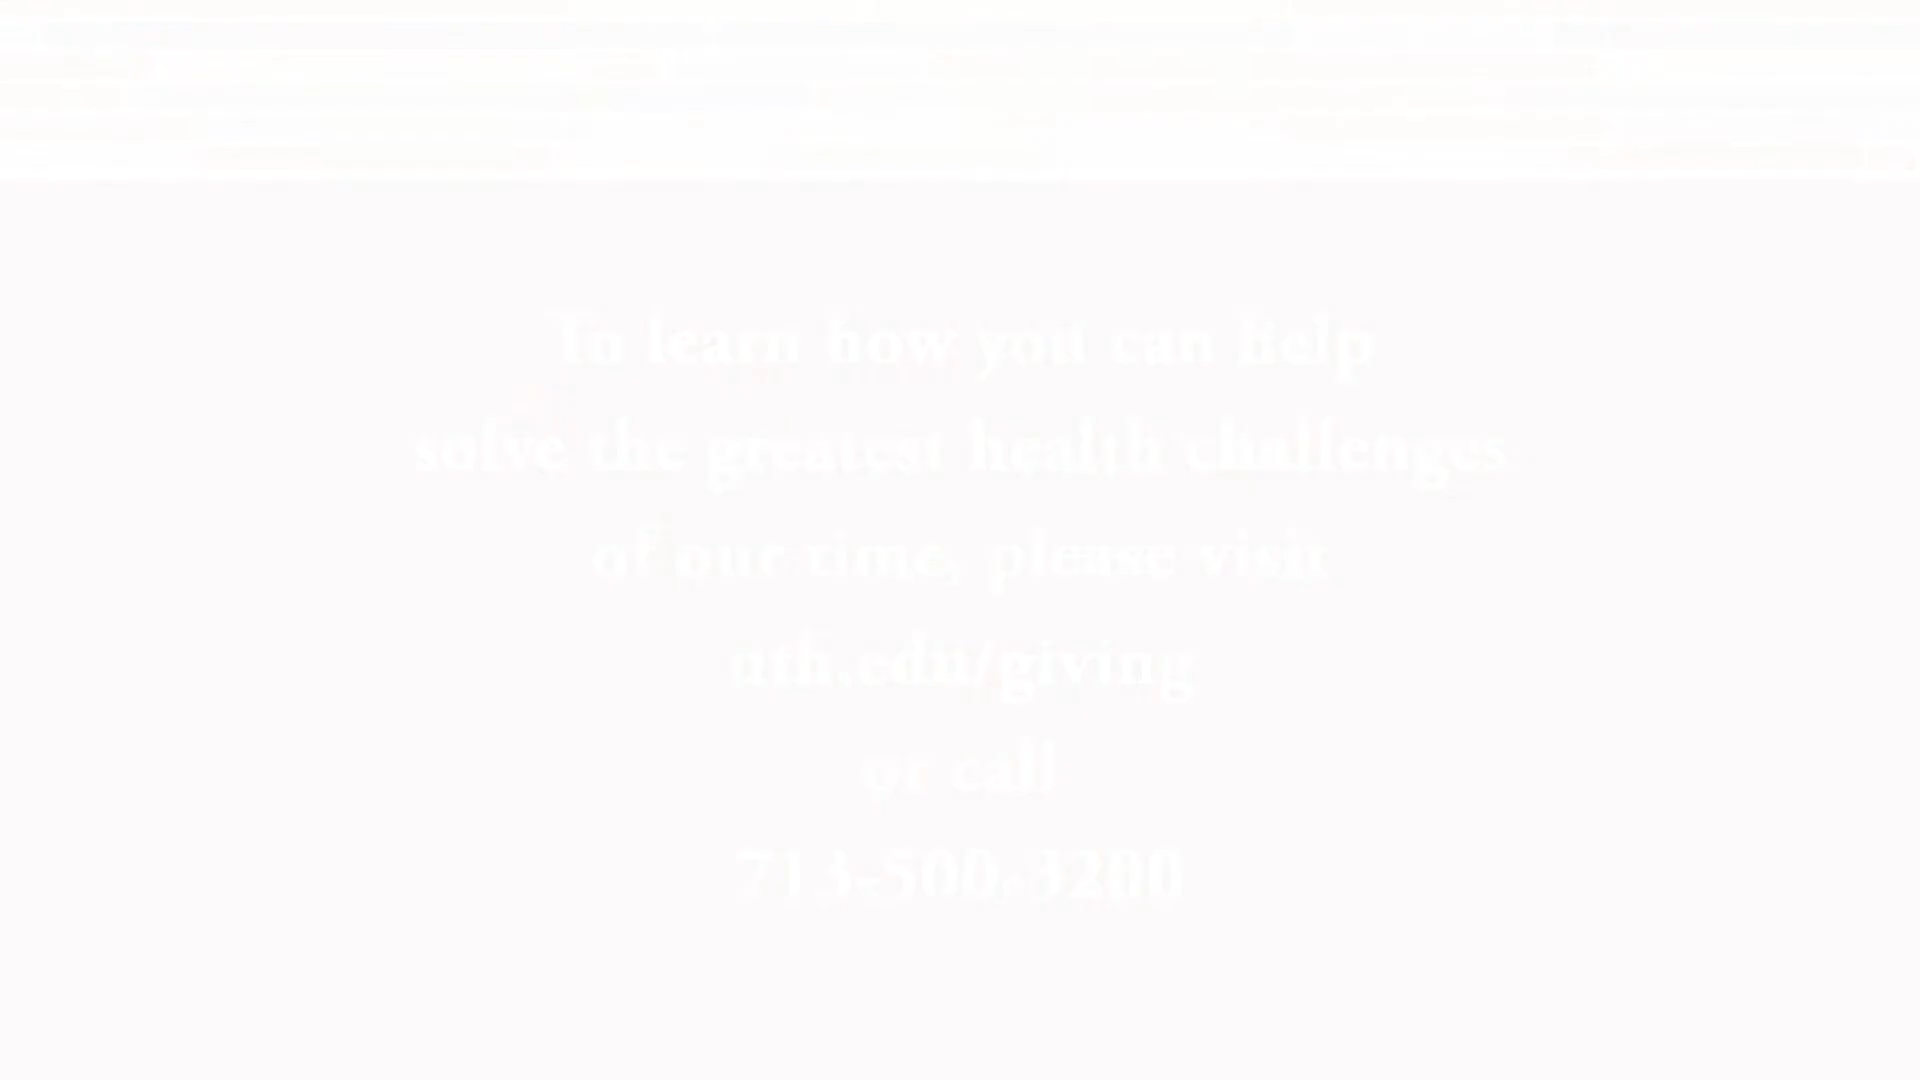 To learn how you can help
solve the greatest health challenges
of our time, please visit
uth.edu/giving
or call
713-500-3200